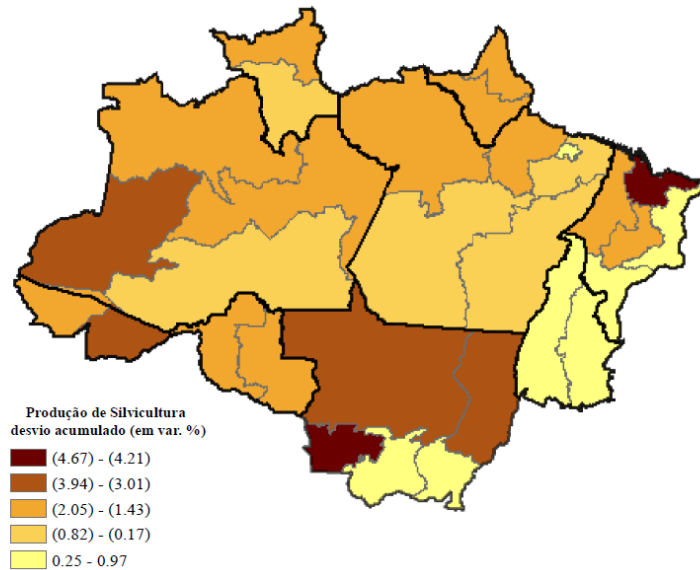 Produção de Silvicultura
desvio acumulado (em var. %)
(4.67) - (4.21)
(3.94) - (3.01)
(2.05) - (1.43)
(0.82) - (0.17)
0.25 - 0.97